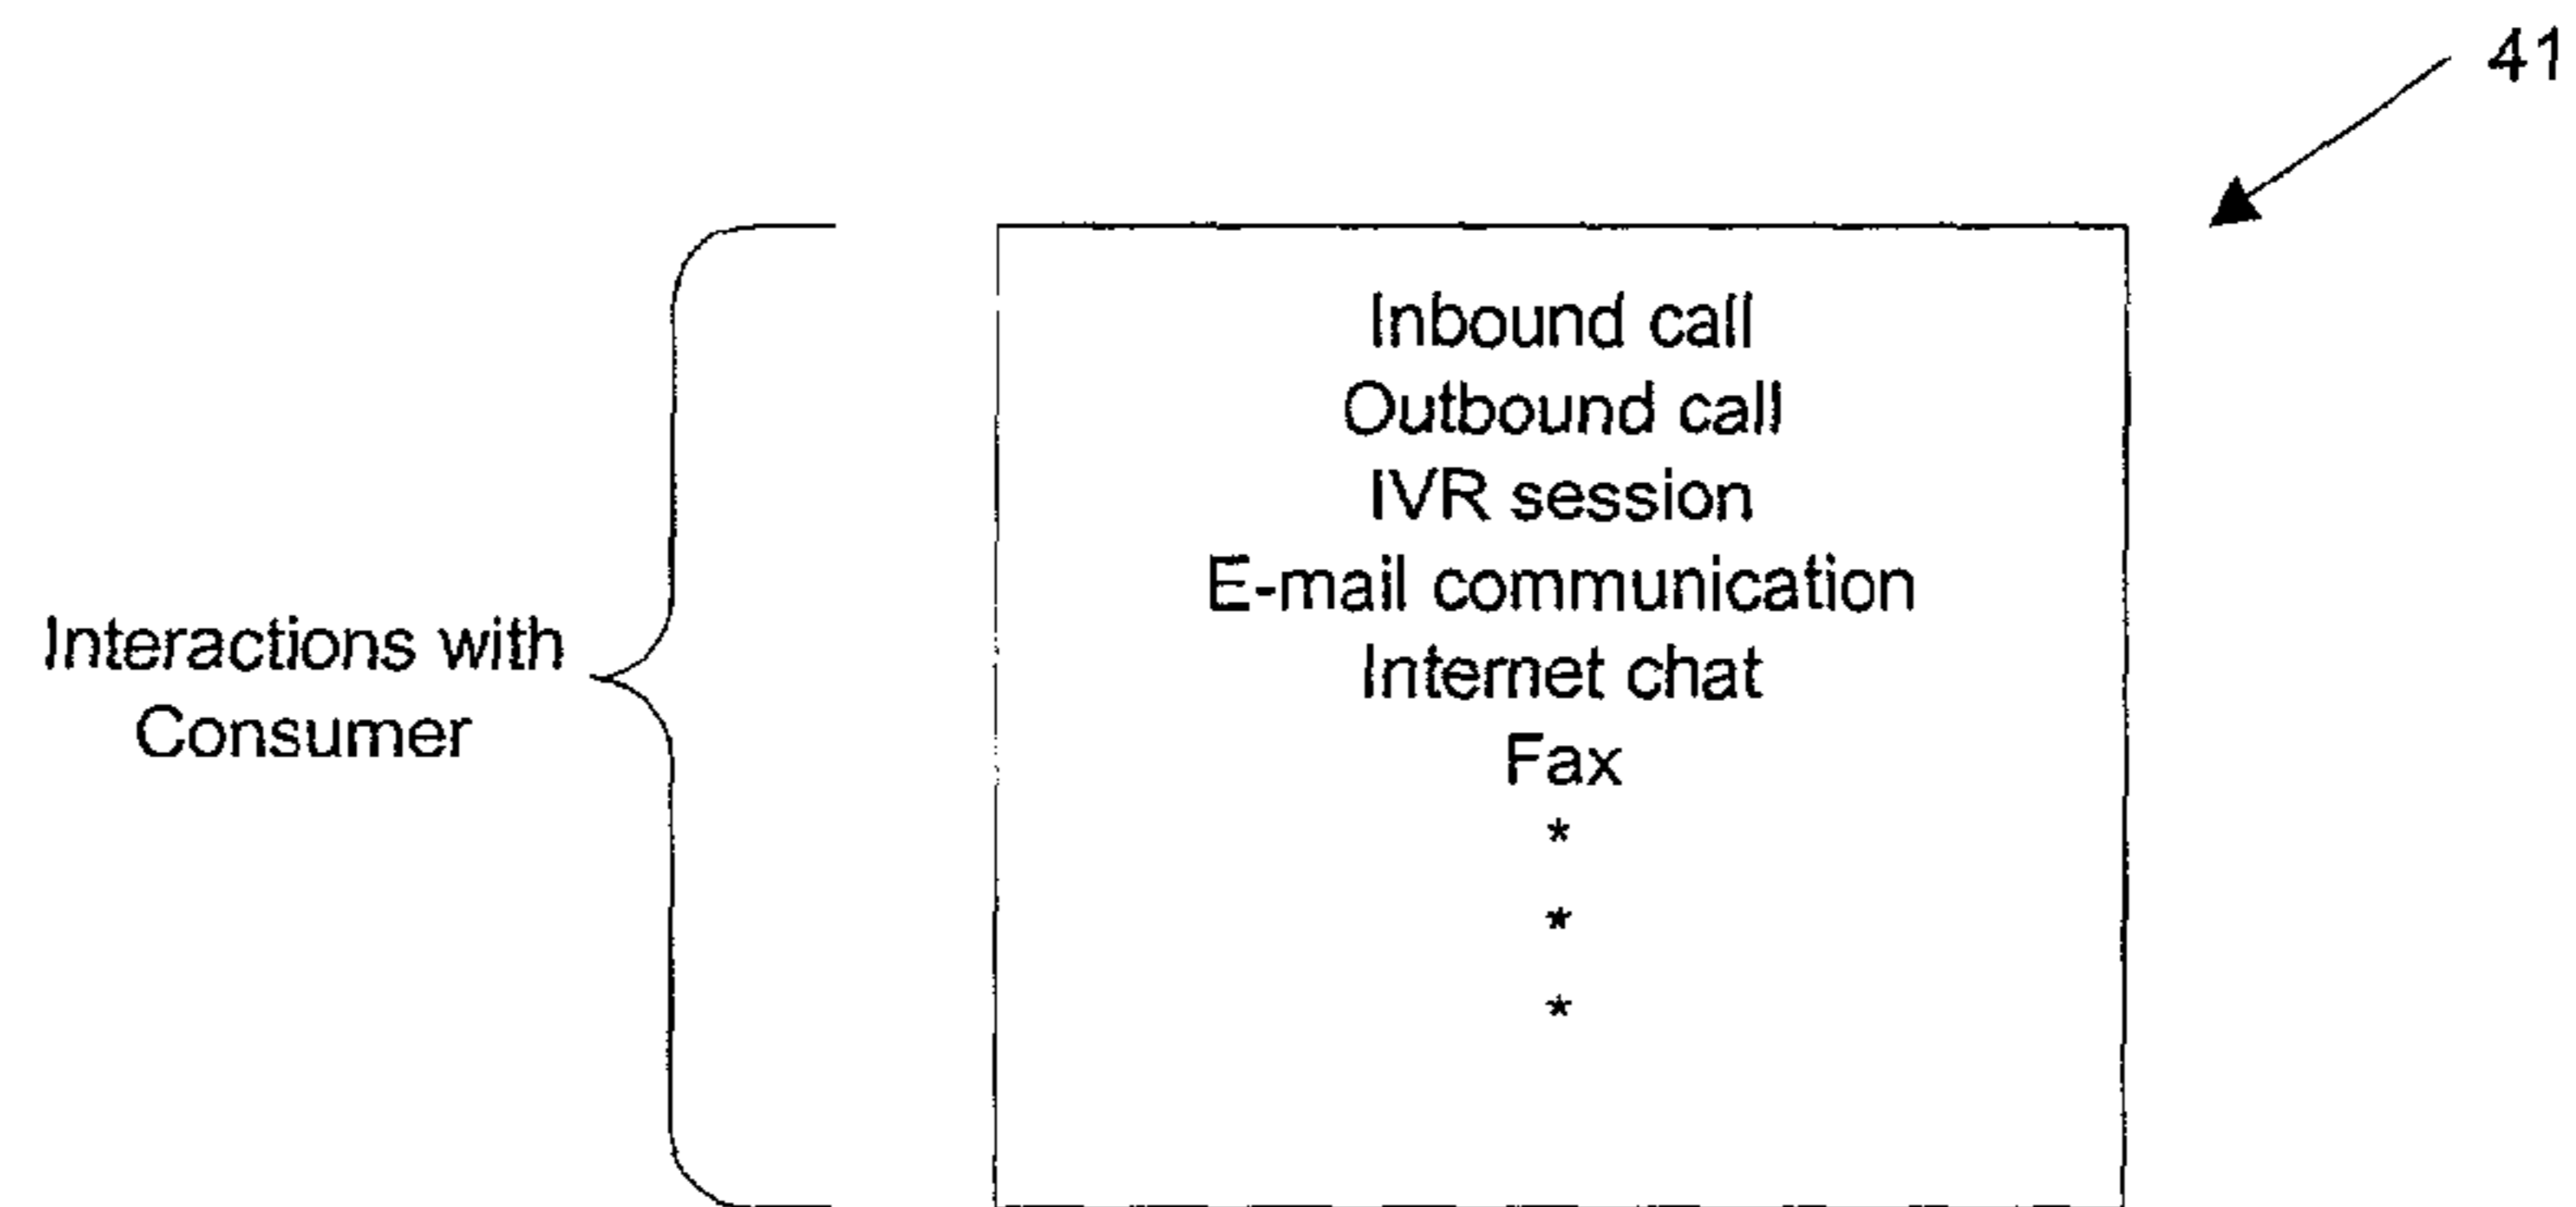 41
Inbound call
Outbound call
IVR session
E-mail communication
Internet chat
Fax
*
*
*
Interactions with
Consumer